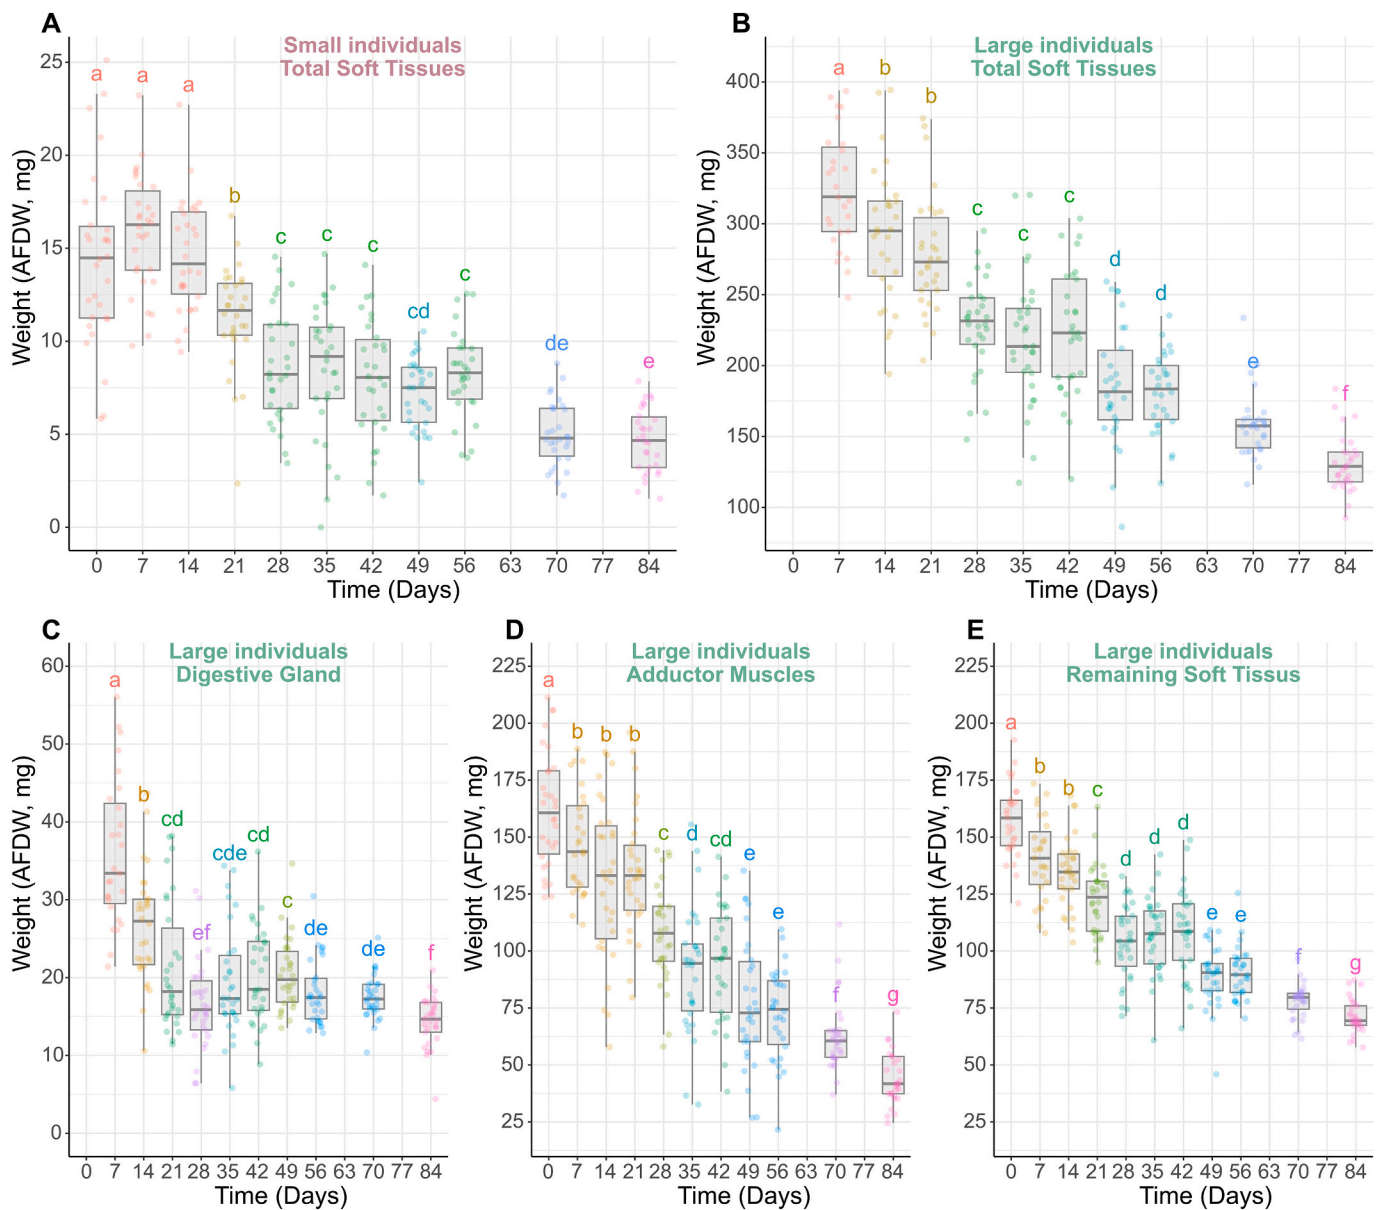 A
Small individuals
Total Soft Tissues
Weight (AFDW, mg)
25
20
15
10
5
0
a a a b c c c cd c de e
0 7 14 21 28 35 42 49 56 63 70 77 84
Time (Days)
B
Large individuals
Total Soft Tissues
Weight (AFDW, mg)
400
350
300
250
200
150
100
a b b c c c d d e f
0 7 14 21 28 35 42 49 56 63 70 77 84
Time (Days)
C
Large individuals
Digestive Gland
Weight (AFDW, mg)
60
50
40
30
20
10
0
a b cd ef cde cd c de de f
0 7 14 21 28 35 42 49 56 63 70 77 84
Time (Days)
D
Large individuals
Adductor Muscles
Weight (AFDW, mg)
225
200
175
150
125
100
75
50
25
a b b b c d cd e e f g
0 7 14 21 28 35 42 49 56 63 70 77 84
Time (Days)
E
Large individuals
Remaining Soft Tissus
Weight (AFDW, mg)
225
200
175
150
125
100
75
50
25
a b b c d d d e e f g
0 7 14 21 28 35 42 49 56 63 70 77 84
Time (Days)